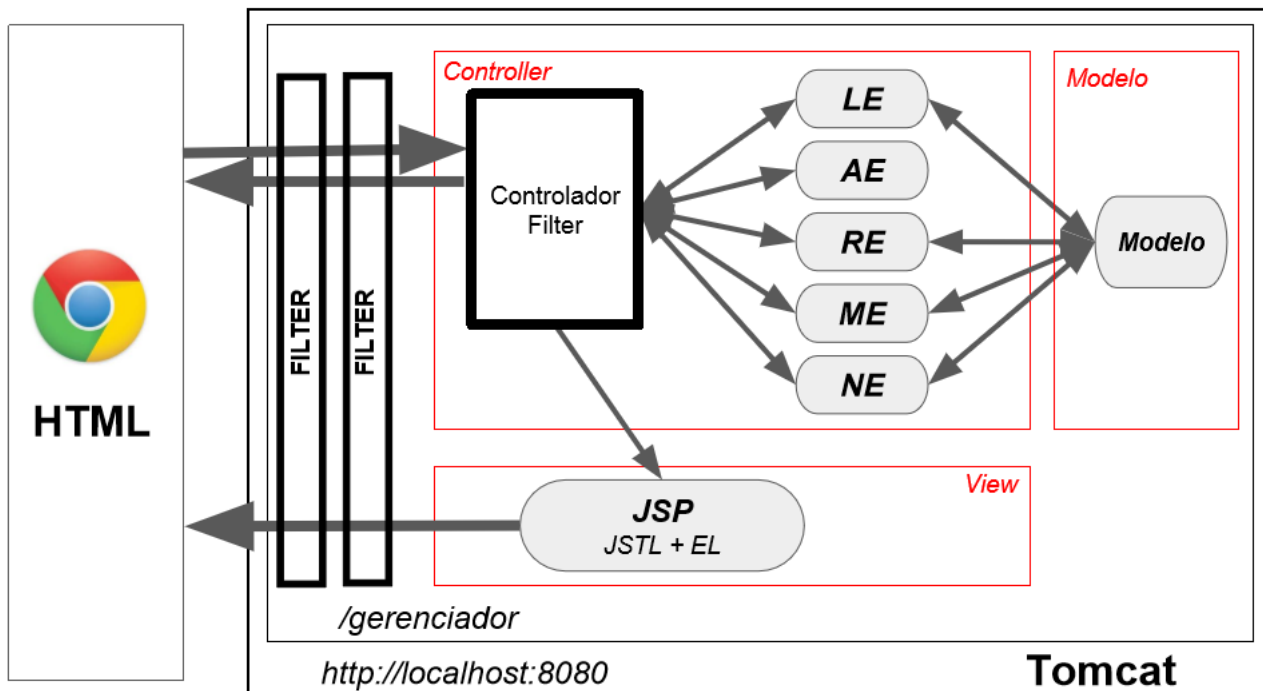 HTML
FILTER
FILTER
Controller
Controlador
Filter
LE
AE
RE
ME
NE
Modelo
Modelo
View
JSP
JSTL + EL
/gerenciador
http://localhost:8080
Tomcat